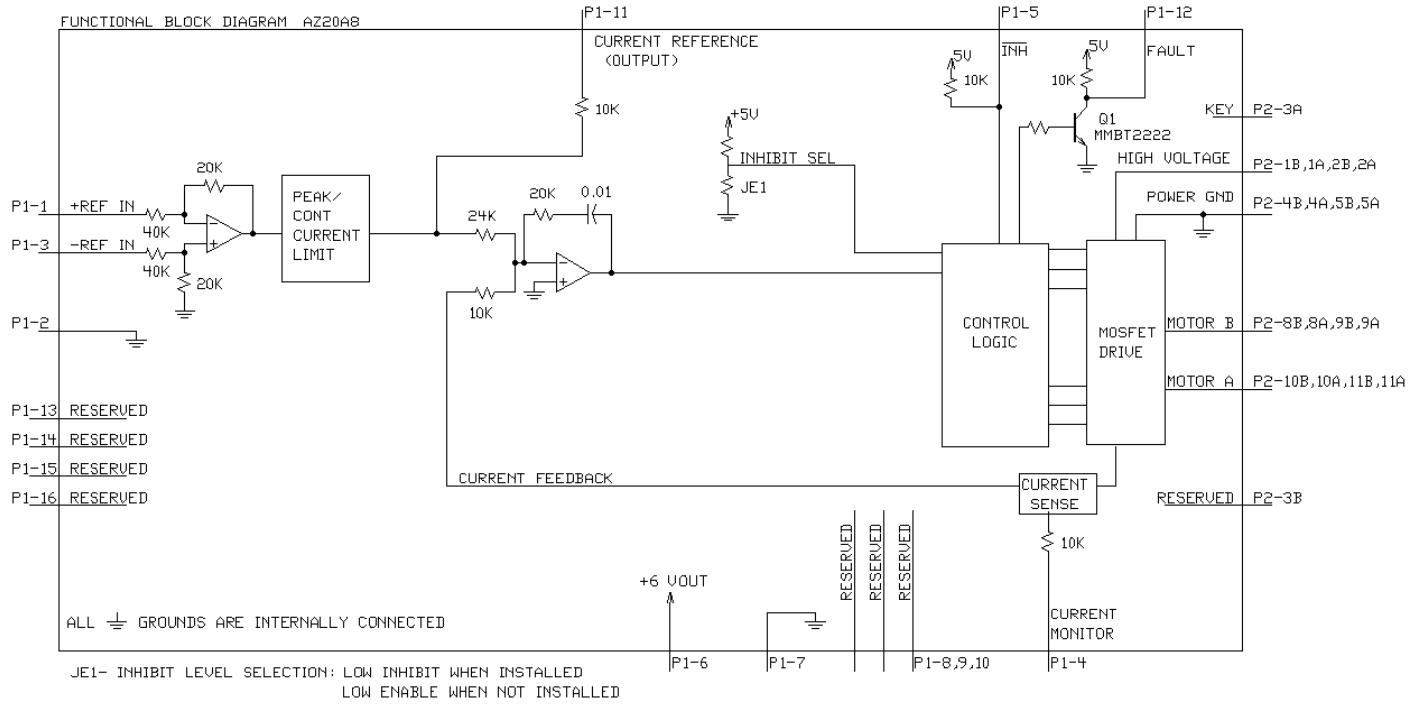 FUNCTIONAL BLOCK DIAGRAM AZ20A8
P1-11
P1-5
P1-12
CURRENT REFERENCE
(OUTPUT)
INH
FAULT
5V
10K
5V
10K
10K
Q1
MMBT2222
KEY P2-3A
+5V
INHIBIT SEL
JE1
HIGH VOLTAGE P2-1B,1A,2B,2A
POWER GND P2-4B,4A,5B,5A
20K
P1-1 +REF IN
40K
P1-3 -REF IN
40K
20K
PEAK/
CONT
CURRENT
LIMIT
24K
20K
0.01
10K
P1-2
CONTROL
LOGIC
MOSFET
DRIVE
MOTOR B P2-8B,8A,9B,9A
MOTOR A P2-10B,10A,11B,11A
P1-13 RESERVED
P1-14 RESERVED
P1-15 RESERVED
P1-16 RESERVED
CURRENT FEEDBACK
CURRENT
SENSE
RESERVED P2-3B
10K
RESERVED
RESERVED
RESERVED
+6 VOUT
CURRENT
MONITOR
ALL GROUNDS ARE INTERNALLY CONNECTED
P1-6
P1-7
P1-8,9,10
P1-4
JE1- INHIBIT LEVEL SELECTION: LOW INHIBIT WHEN INSTALLED
LOW ENABLE WHEN NOT INSTALLED